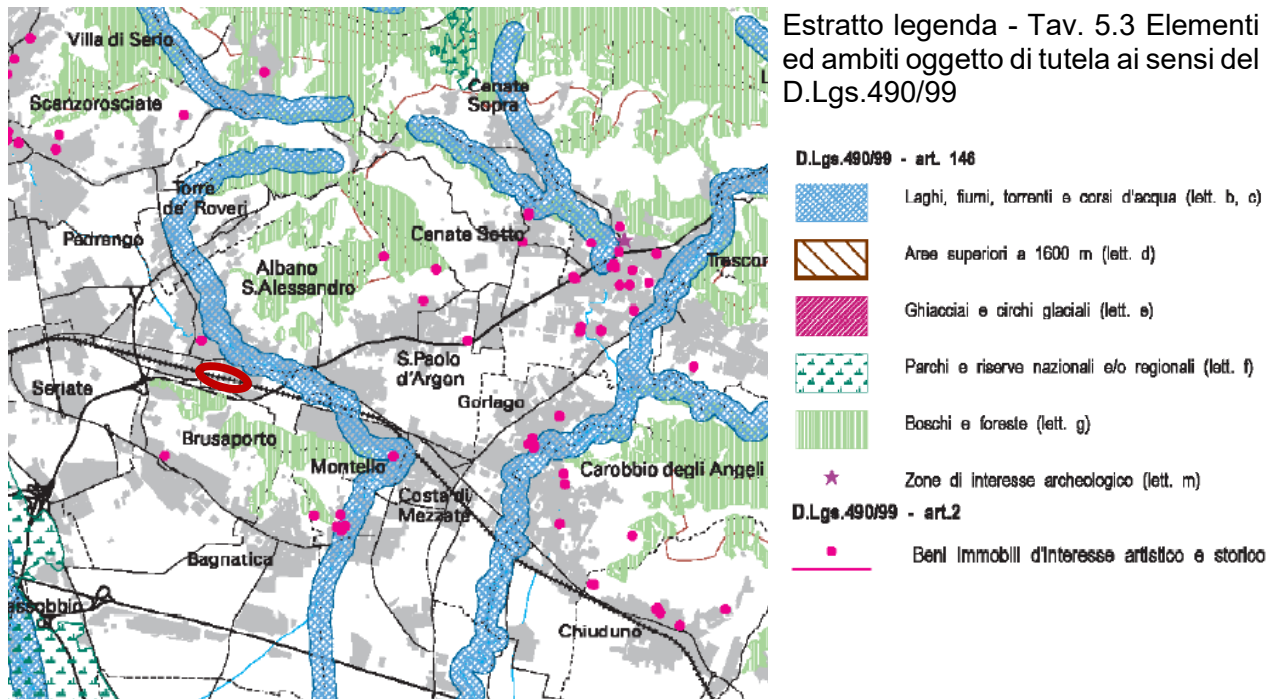 Villa di Serio
Scanzorosciate
Cenate
Sopra
Torre
de' Roveri
Pedrengo
Albano
S.Alessandro
Cenate Sotto
S.Paolo
d'Argon
Seriate
Gorlago
Brusaporto
Montello
Carobbio degli Angeli
Costa di
Mezzate
Bagnatica
Chiuduno
Estratto legenda - Tav. 5.3 Elementi
ed ambiti oggetto di tutela ai sensi del
D.Lgs.490/99
D.Lgs.490/99 - art. 146
Laghi, fiumi, torrenti e corsi d'acqua (lett. b, c)
Aree superiori a 1600 m (lett. d)
Ghiacciai e circhi glaciali (lett. e)
Parchi e riserve nazionali e/o regionali (lett. f)
Boschi e foreste (lett. g)
Zone di interesse archeologico (lett. m)
D.Lgs.490/99 - art.2
Beni immobili d'interesse artistico e storico